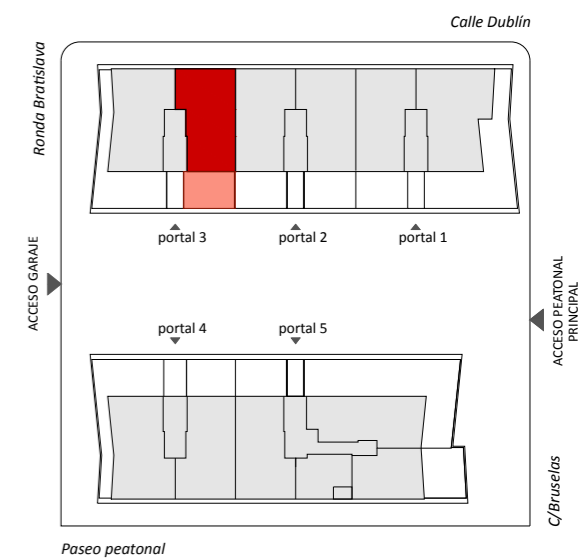 Calle Dublín
Ronda Bratislava
portal 3
portal 2
portal 1
ACCESO GARAJE
ACCESO PEATONAL
PRINCIPAL
portal 4
portal 5
C/Bruselas
Paseo peatonal